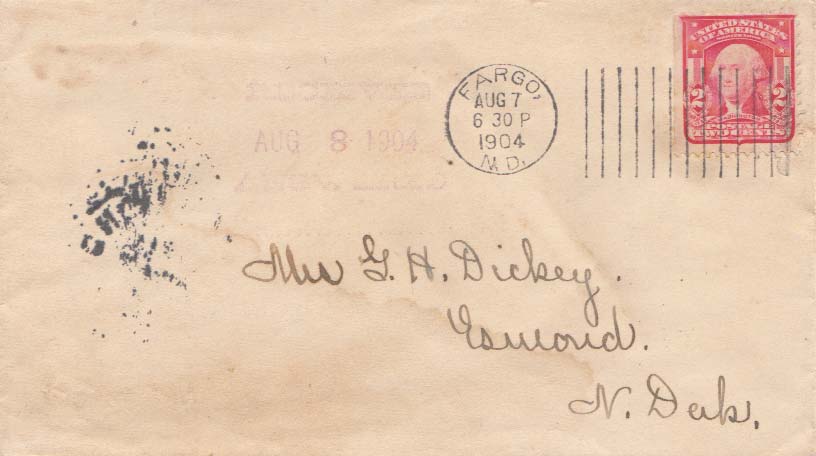 UNITED STATES
OF AMERICA
2 2
POSTAGE
TWO CENTS
FARGO,
AUG 7
6 30 P
1904
N.D.
AUG 8 1904
Mrs G. H. Dickey.
Esmond.
N. Dak.